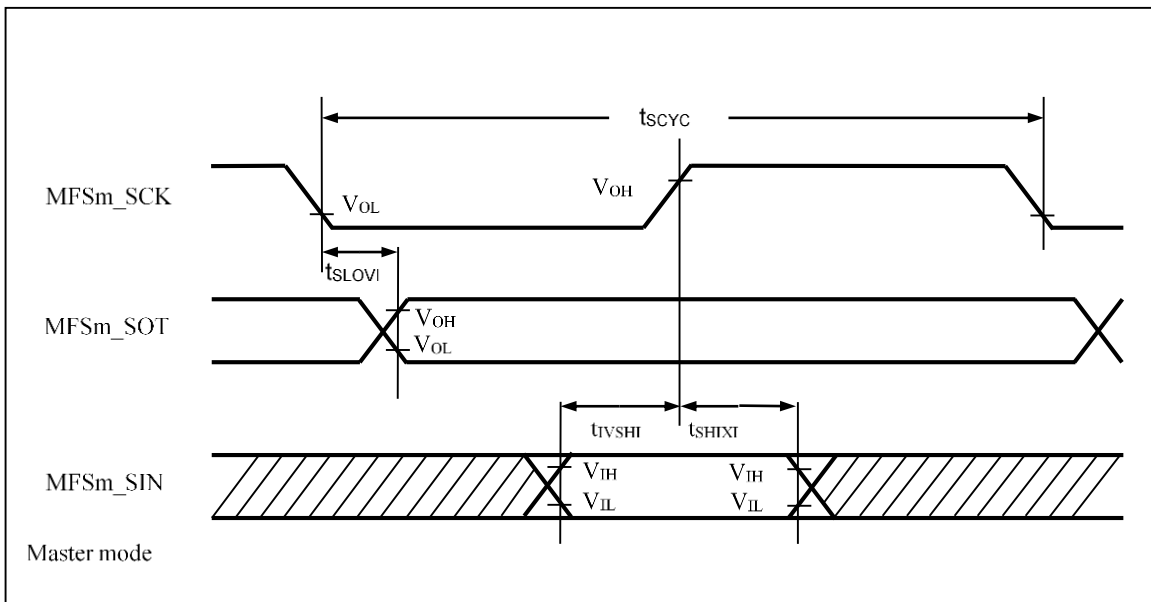 tSCYC
MFSm_SCK
VOL
VOH
tSLOVI
MFSm_SOT
VOH
VOL
tIVSHI
tSHIXI
MFSm_SIN
VIH
VIH
VIL
VIL
Master mode